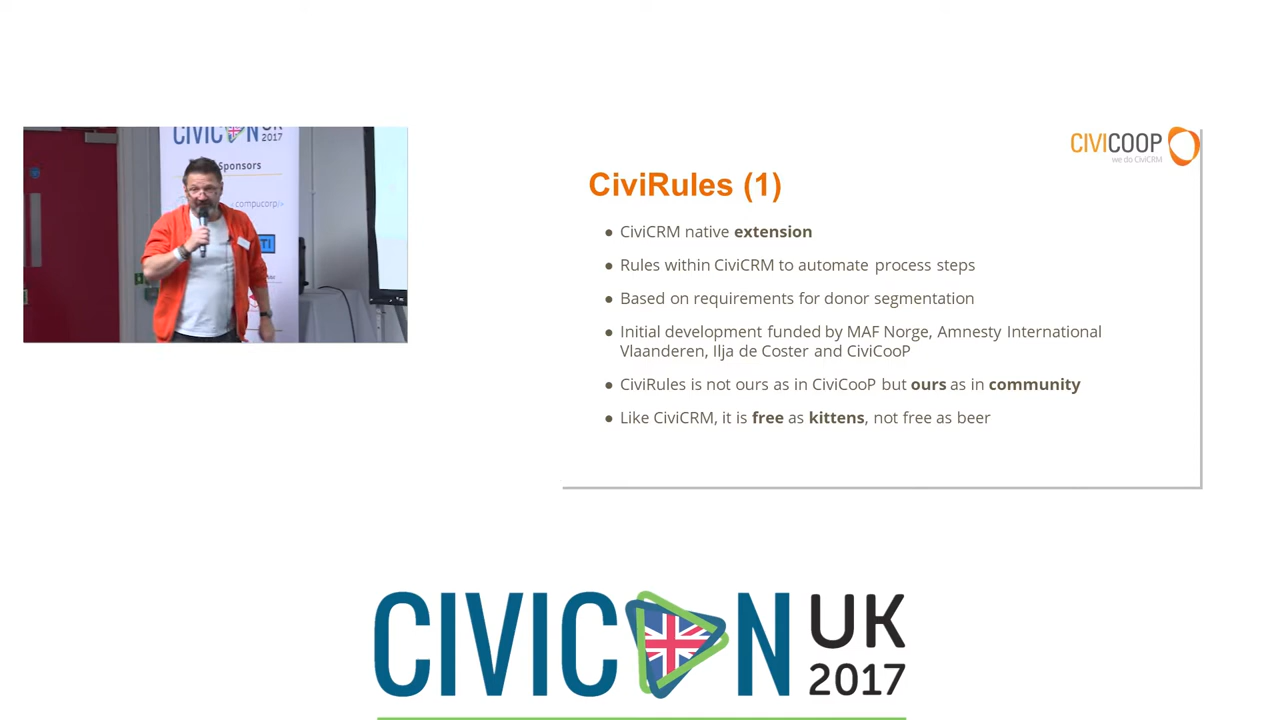 CIVICON UK
2017
Sponsors
compucorp/>
CIVICOOP
we do CiviCRM
CiviRules (1)
● CiviCRM native extension
● Rules within CiviCRM to automate process steps
● Based on requirements for donor segmentation
● Initial development funded by MAF Norge, Amnesty International
Vlaanderen, Ilja de Coster and CiviCooP
● CiviRules is not ours as in CiviCooP but ours as in community
● Like CiviCRM, it is free as kittens, not free as beer
CIVICON UK
2017